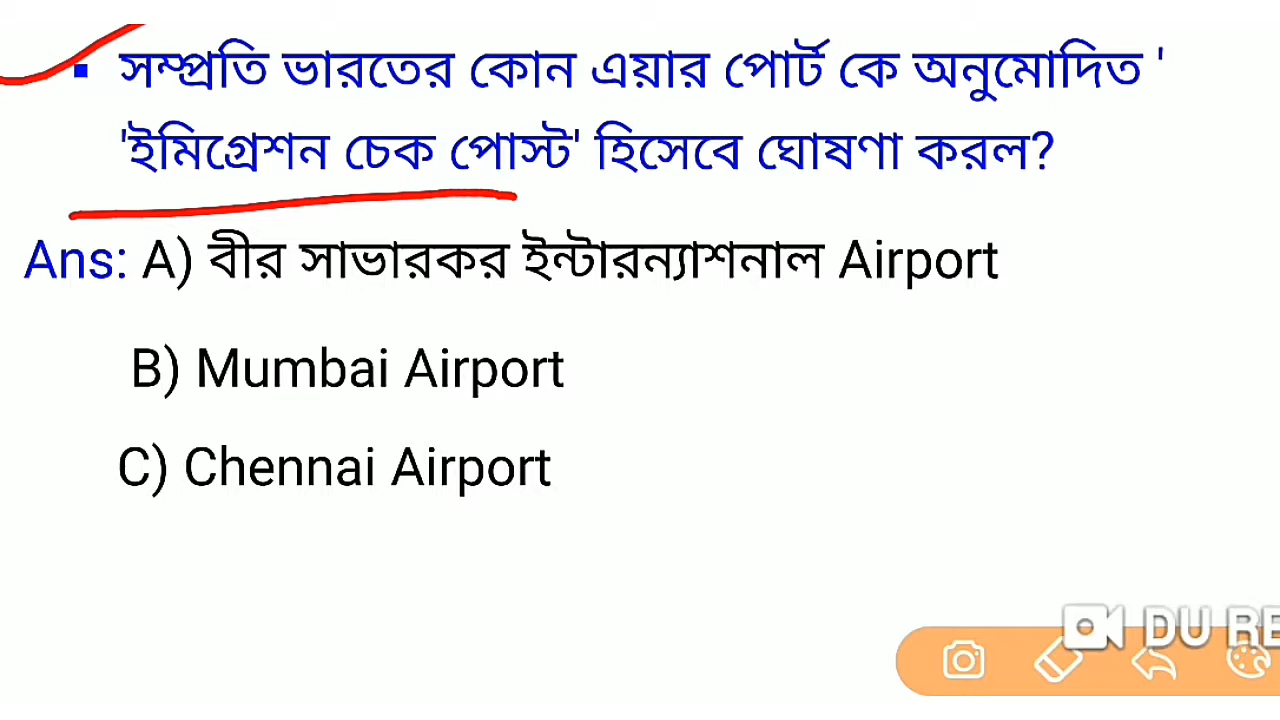 ▪ সম্প্রতি ভারতের কোন এয়ার পোর্ট কে অনুমোদিত '
'ইমিগ্রেশন চেক পোস্ট' হিসেবে ঘোষণা করল?
Ans: A) বীর সাভারকর ইন্টারন্যাশনাল Airport
B) Mumbai Airport
C) Chennai Airport
DU RE